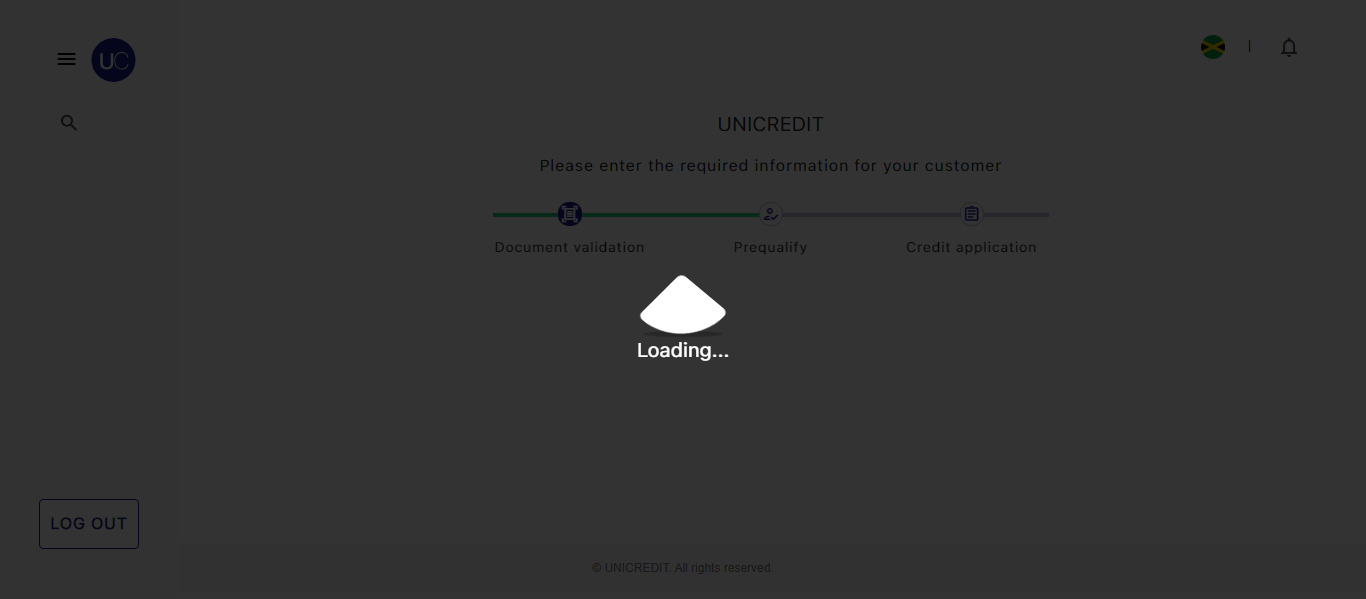 UC
UNICREDIT
Please enter the required information for your customer
Document validation
Prequalify
Credit application
Loading...
LOG OUT
© UNICREDIT. All rights reserved.